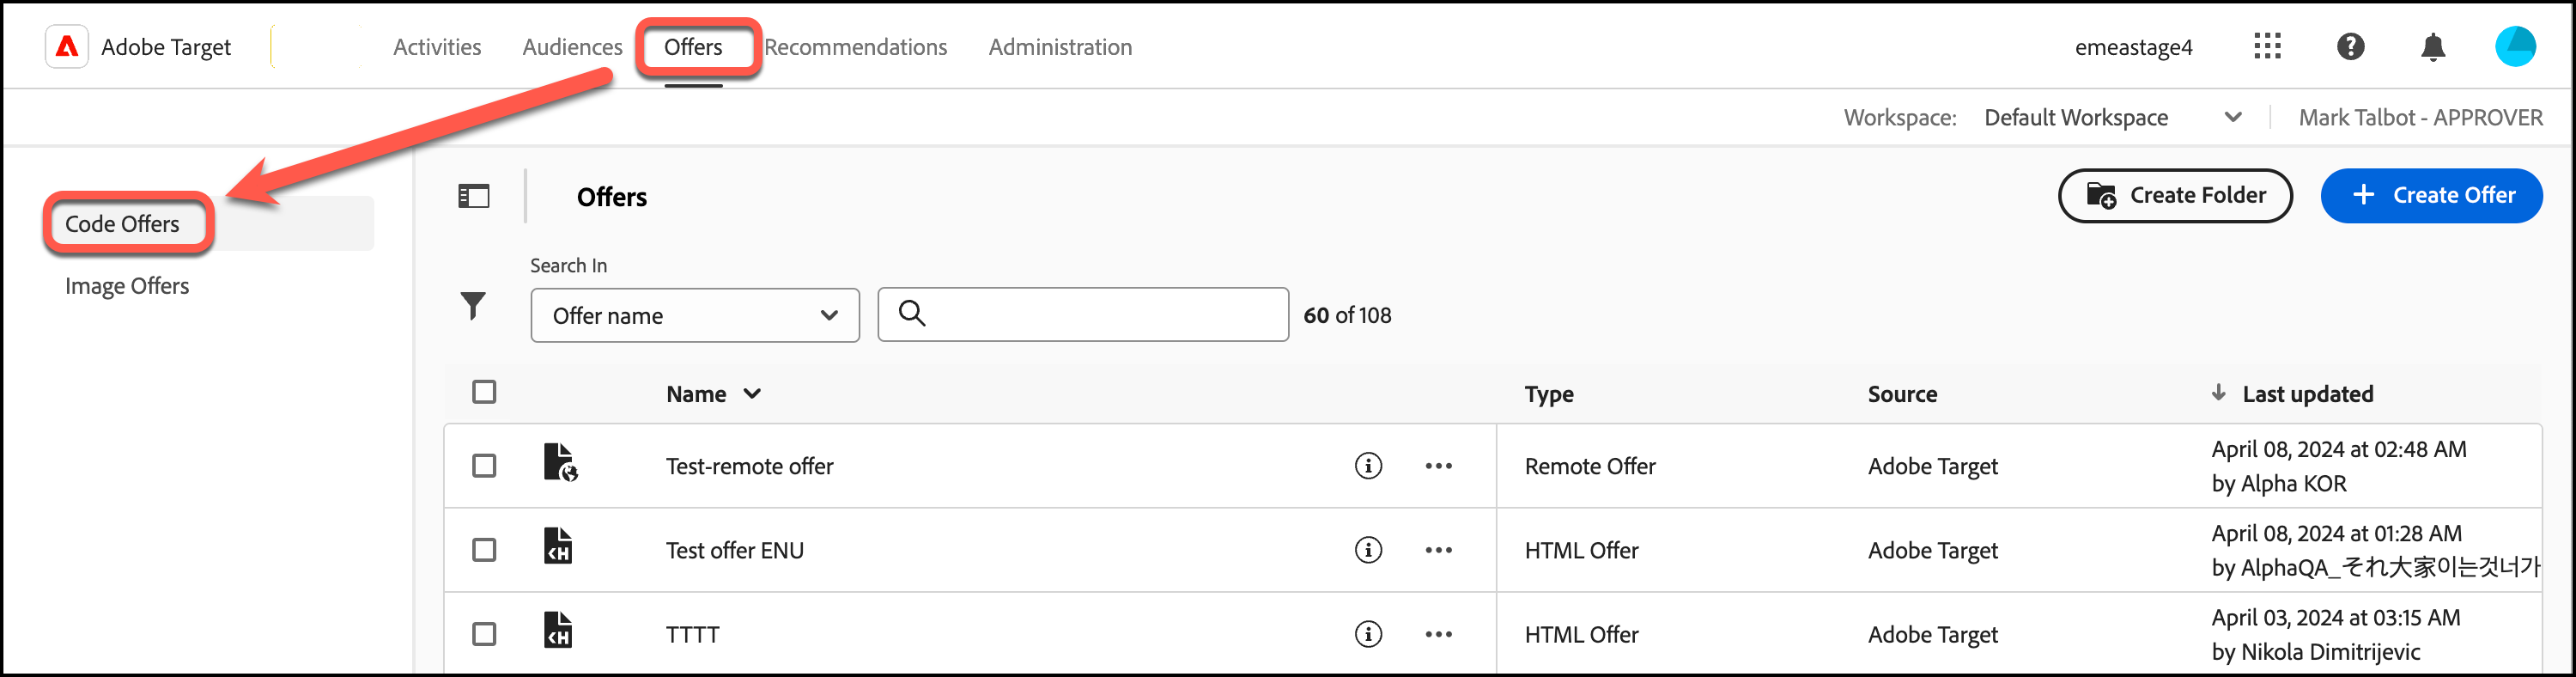 Adobe Target Activities Audiences Offers Recommendations Administration emeastage4
Workspace: Default Workspace Mark Talbot - APPROVER
Code Offers
Image Offers
Offers Create Folder + Create Offer
Search In
Offer name 60 of 108
Name Type Source Last updated
Test-remote offer Remote Offer Adobe Target April 08, 2024 at 02:48 AM
by Alpha KOR
Test offer ENU HTML Offer Adobe Target April 08, 2024 at 01:28 AM
by AlphaQA_それ大家이는것너가
TTTT HTML Offer Adobe Target April 03, 2024 at 03:15 AM
by Nikola Dimitrijevic